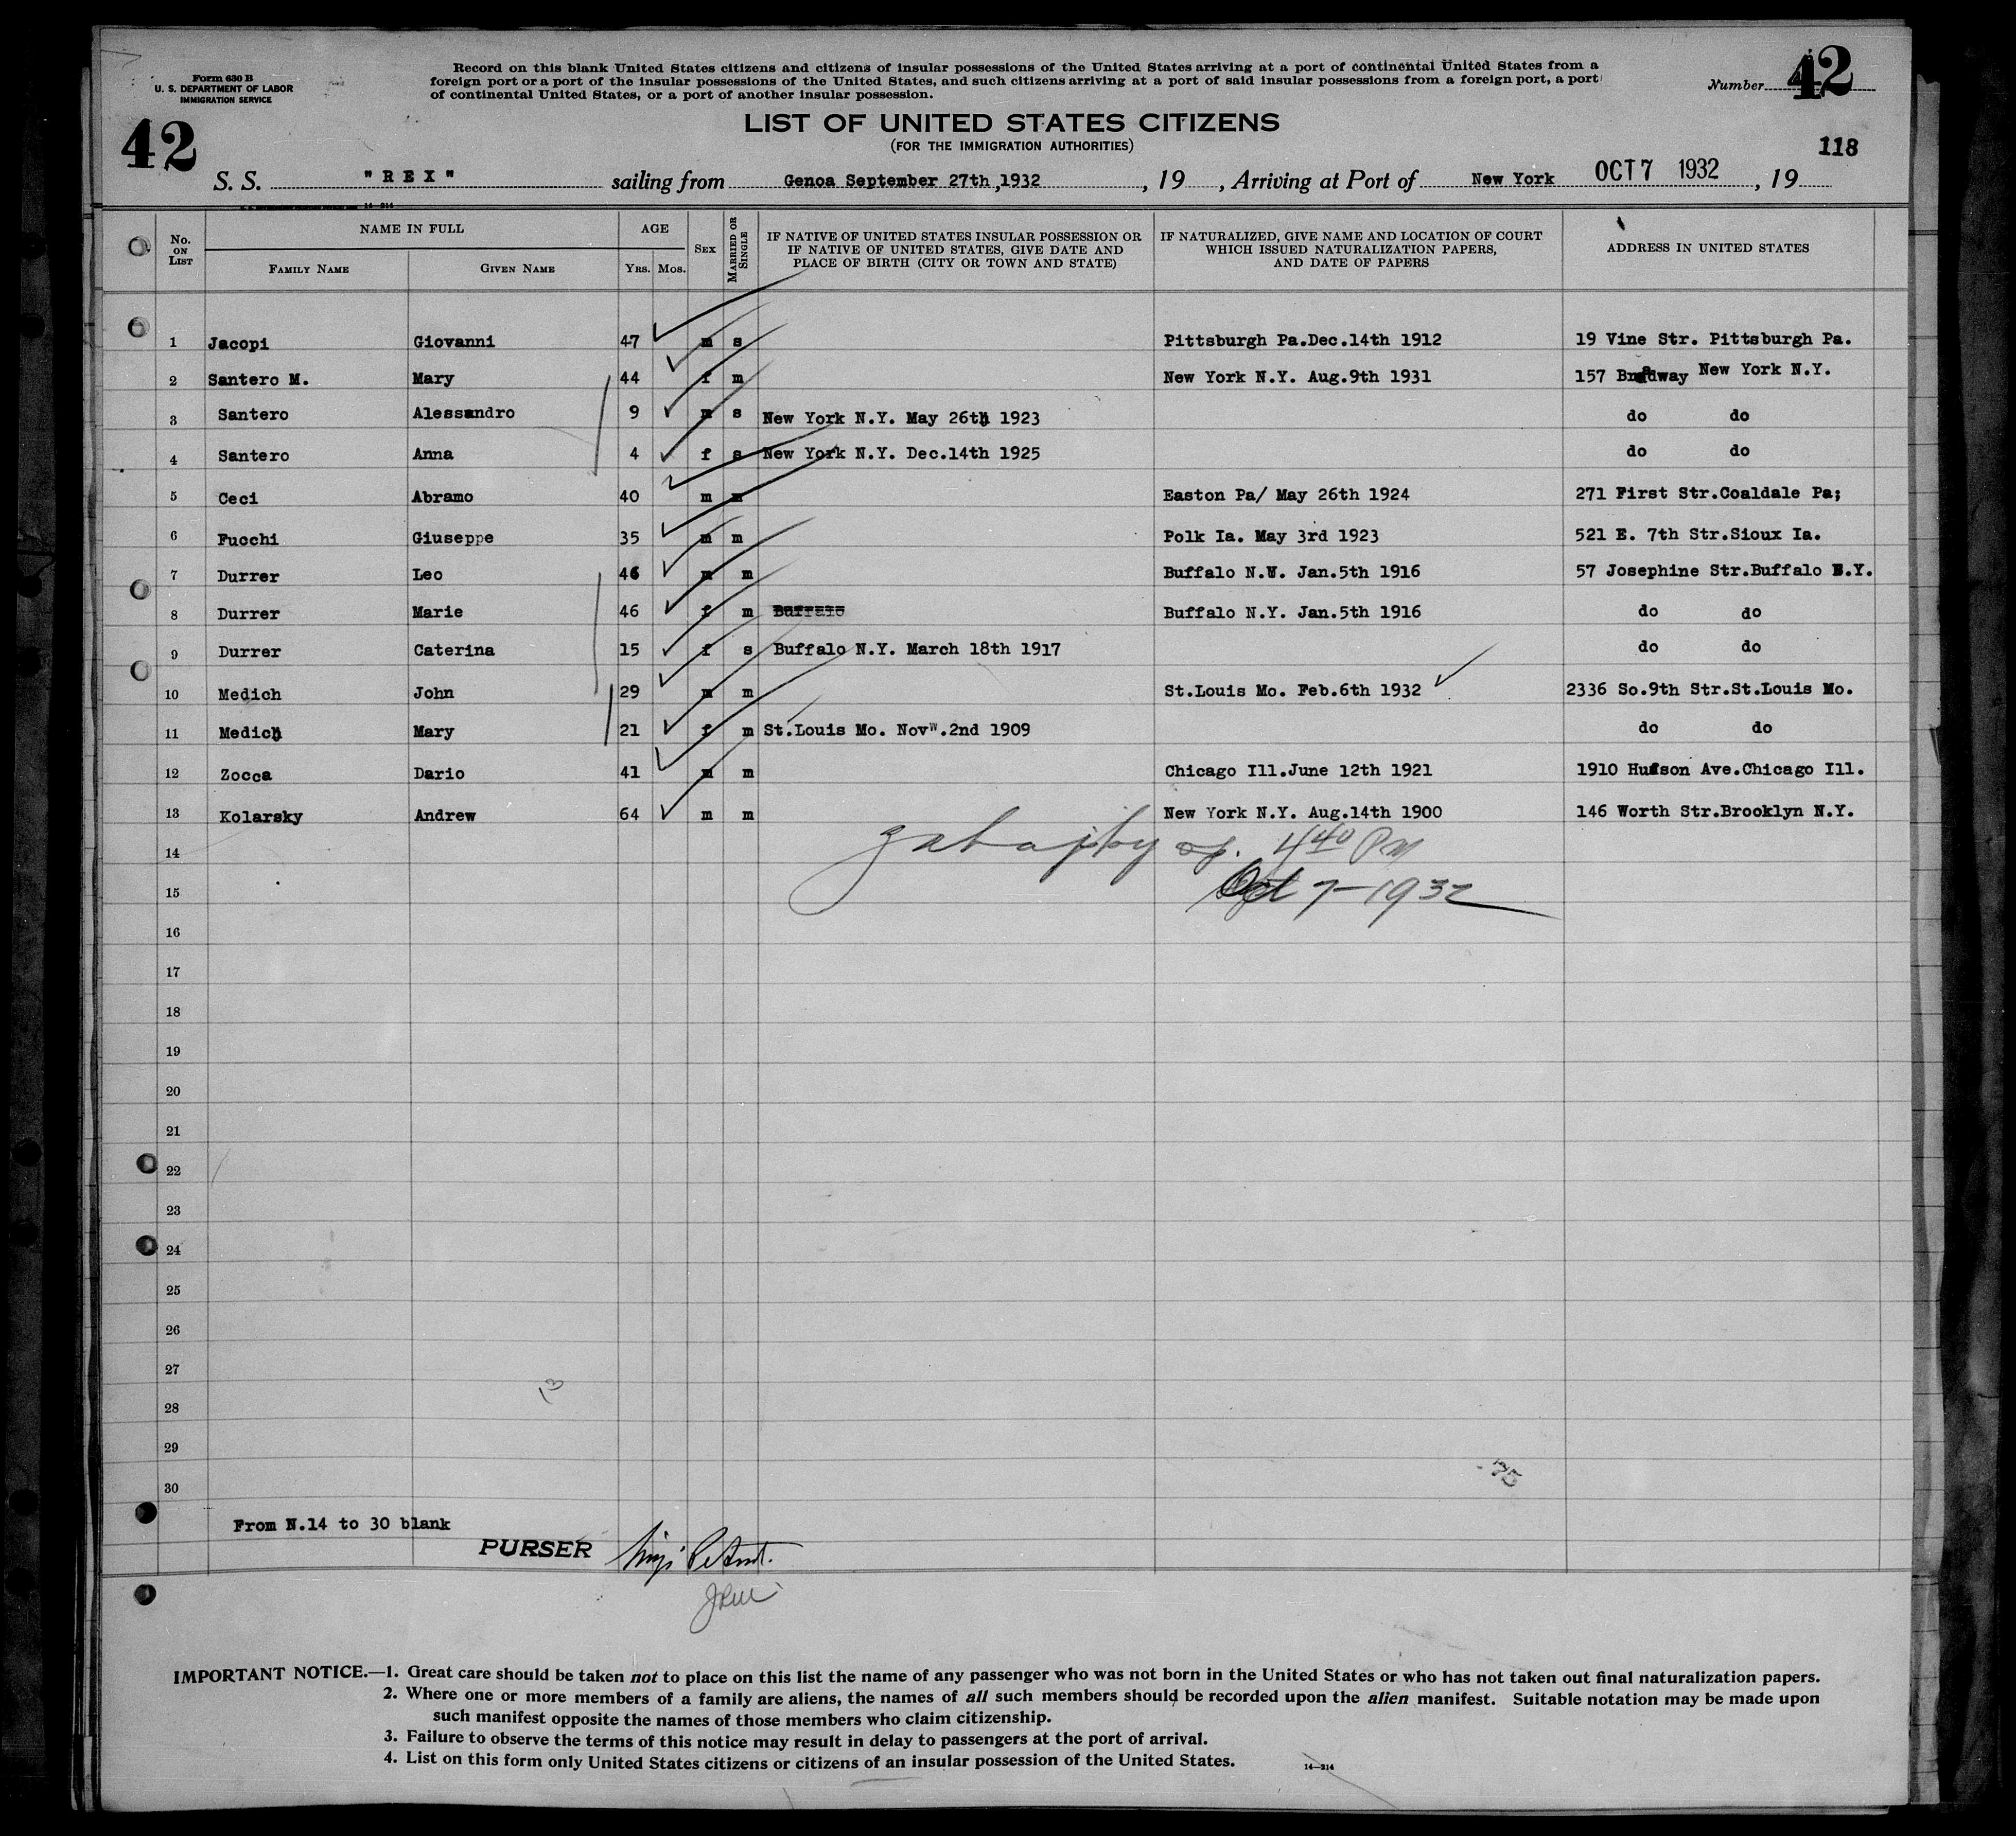 Form 630 B
U. S. DEPARTMENT OF LABOR
IMMIGRATION SERVICE
Record on this blank United States citizens and citizens of insular possessions of the United States arriving at a port of continental United States from a
foreign port or a port of the insular possessions of the United States, and such citizens arriving at a port of said insular possessions from a foreign port, a port
of continental United States, or a port of another insular possession.
Number 42
42
LIST OF UNITED STATES CITIZENS
(FOR THE IMMIGRATION AUTHORITIES)
118
S. S. "REX" sailing from Genoa September 27th,1932, 19 , Arriving at Port of New York OCT 7 1932, 19
14-214
No. ON LIST NAME IN FULL FAMILY NAME GIVEN NAME AGE YRS. MOS. SEX MARRIED OR SINGLE IF NATIVE OF UNITED STATES INSULAR POSSESSION OR IF NATIVE OF UNITED STATES, GIVE DATE AND PLACE OF BIRTH (CITY OR TOWN AND STATE) IF NATURALIZED, GIVE NAME AND LOCATION OF COURT WHICH ISSUED NATURALIZATION PAPERS, AND DATE OF PAPERS ADDRESS IN UNITED STATES
1 Jacopi Giovanni 47 m s Pittsburgh Pa.Dec.14th 1912 19 Vine Str. Pittsburgh Pa.
2 Santero M. Mary 44 f m New York N.Y. Aug.9th 1931 157 Bradway New York N.Y.
3 Santero Alessandro 9 m s New York N.Y. May 26th 1923 do do
4 Santero Anna 4 f s New York N.Y. Dec.14th 1925 do do
5 Ceci Abramo 40 m m Easton Pa/ May 26th 1924 271 First Str.Coaldale Pa;
6 Fucchi Giuseppe 35 m m Polk Ia. May 3rd 1923 521 E. 7th Str.Sioux Ia.
7 Durrer Leo 46 m m Buffalo N.Y. Jan.5th 1916 57 Josephine Str.Buffalo N.Y.
8 Durrer Marie 46 f m Buffalo Buffalo N.Y. Jan.5th 1916 do do
9 Durrer Caterina 15 f s Buffalo N.Y. March 18th 1917 do do
10 Medich John 29 m m St.Louis Mo. Feb.6th 1932 2336 So.9th Str.St.Louis Mo.
11 Medich Mary 21 f m St.Louis Mo. Nov.2nd 1909 do do
12 Zocca Dario 41 m m Chicago Ill.June 12th 1921 1910 Hudson Ave.Chicago Ill.
13 Kolarsky Andrew 64 m m New York N.Y. Aug.14th 1900 146 Worth Str.Brooklyn N.Y.
14 4 40 PM
15 Oct 7-1932
16
17
18
19
20
21
22
23
24
25
26
27
13
28
29
75
30
From N.14 to 30 blank
PURSER
IMPORTANT NOTICE.—1. Great care should be taken not to place on this list the name of any passenger who was not born in the United States or who has not taken out final naturalization papers.
2. Where one or more members of a family are aliens, the names of all such members should be recorded upon the alien manifest. Suitable notation may be made upon
such manifest opposite the names of those members who claim citizenship.
3. Failure to observe the terms of this notice may result in delay to passengers at the port of arrival.
4. List on this form only United States citizens or citizens of an insular possession of the United States.
14—214